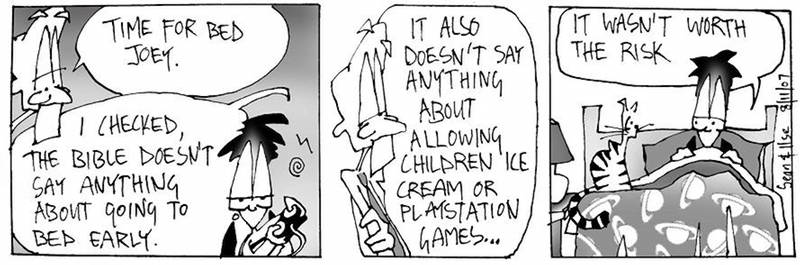 TIME FOR BED
JOEY.
I CHECKED,
THE BIBLE DOESN'T
SAY ANYTHING
ABOUT GOING TO
BED EARLY.
IT ALSO
DOESN'T SAY
ANYTHING
ABOUT
ALLOWING
CHILDREN ICE
CREAM OR
PLAYSTATION
GAMES...
IT WASN'T WORTH
THE RISK
8/11/07